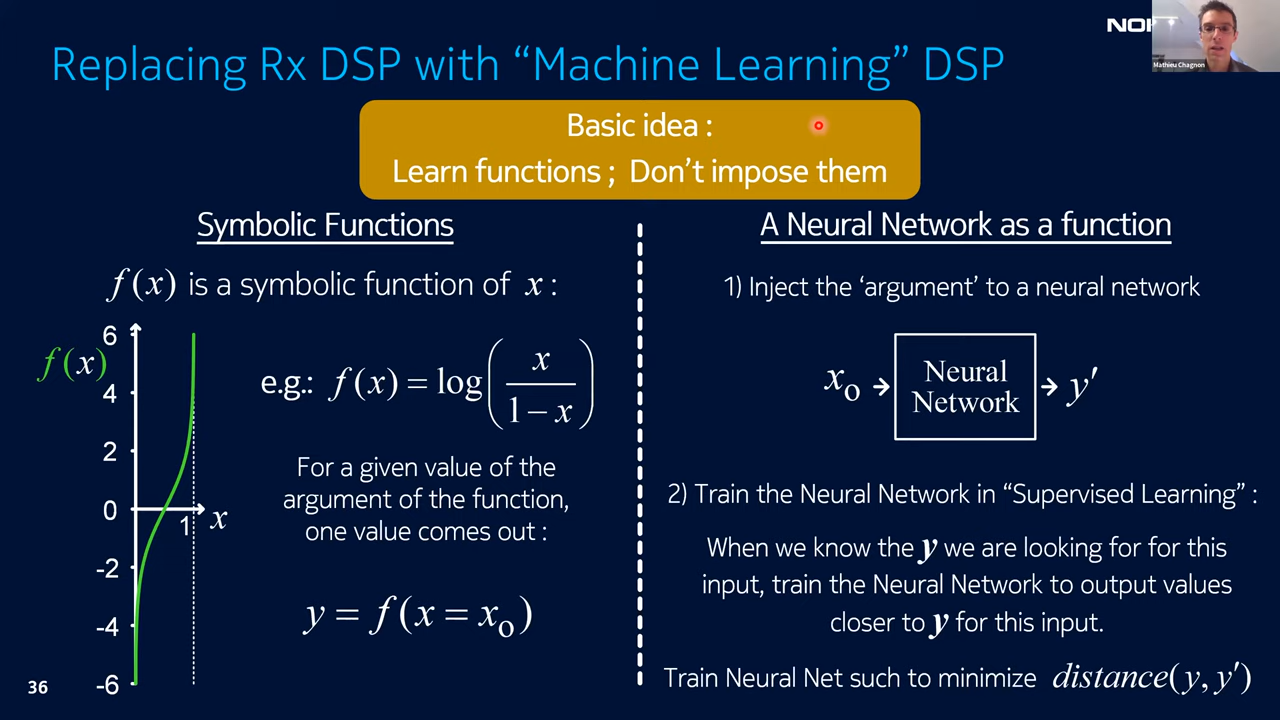 NOK
Mathieu Chagnon
Replacing Rx DSP with “Machine Learning” DSP
Basic idea :
Learn functions ; Don’t impose them
Symbolic Functions
f(x) is a symbolic function of x :
f(x)
6
4
2
0
-2
-4
-6
1
x
e.g.: f(x) = log(x / (1 − x))
For a given value of the
argument of the function,
one value comes out :
y = f(x = x₀)
A Neural Network as a function
1) Inject the ‘argument’ to a neural network
x₀ → Neural Network → y′
2) Train the Neural Network in “Supervised Learning” :
When we know the y we are looking for for this
input, train the Neural Network to output values
closer to y for this input.
Train Neural Net such to minimize distance(y, y′)
36